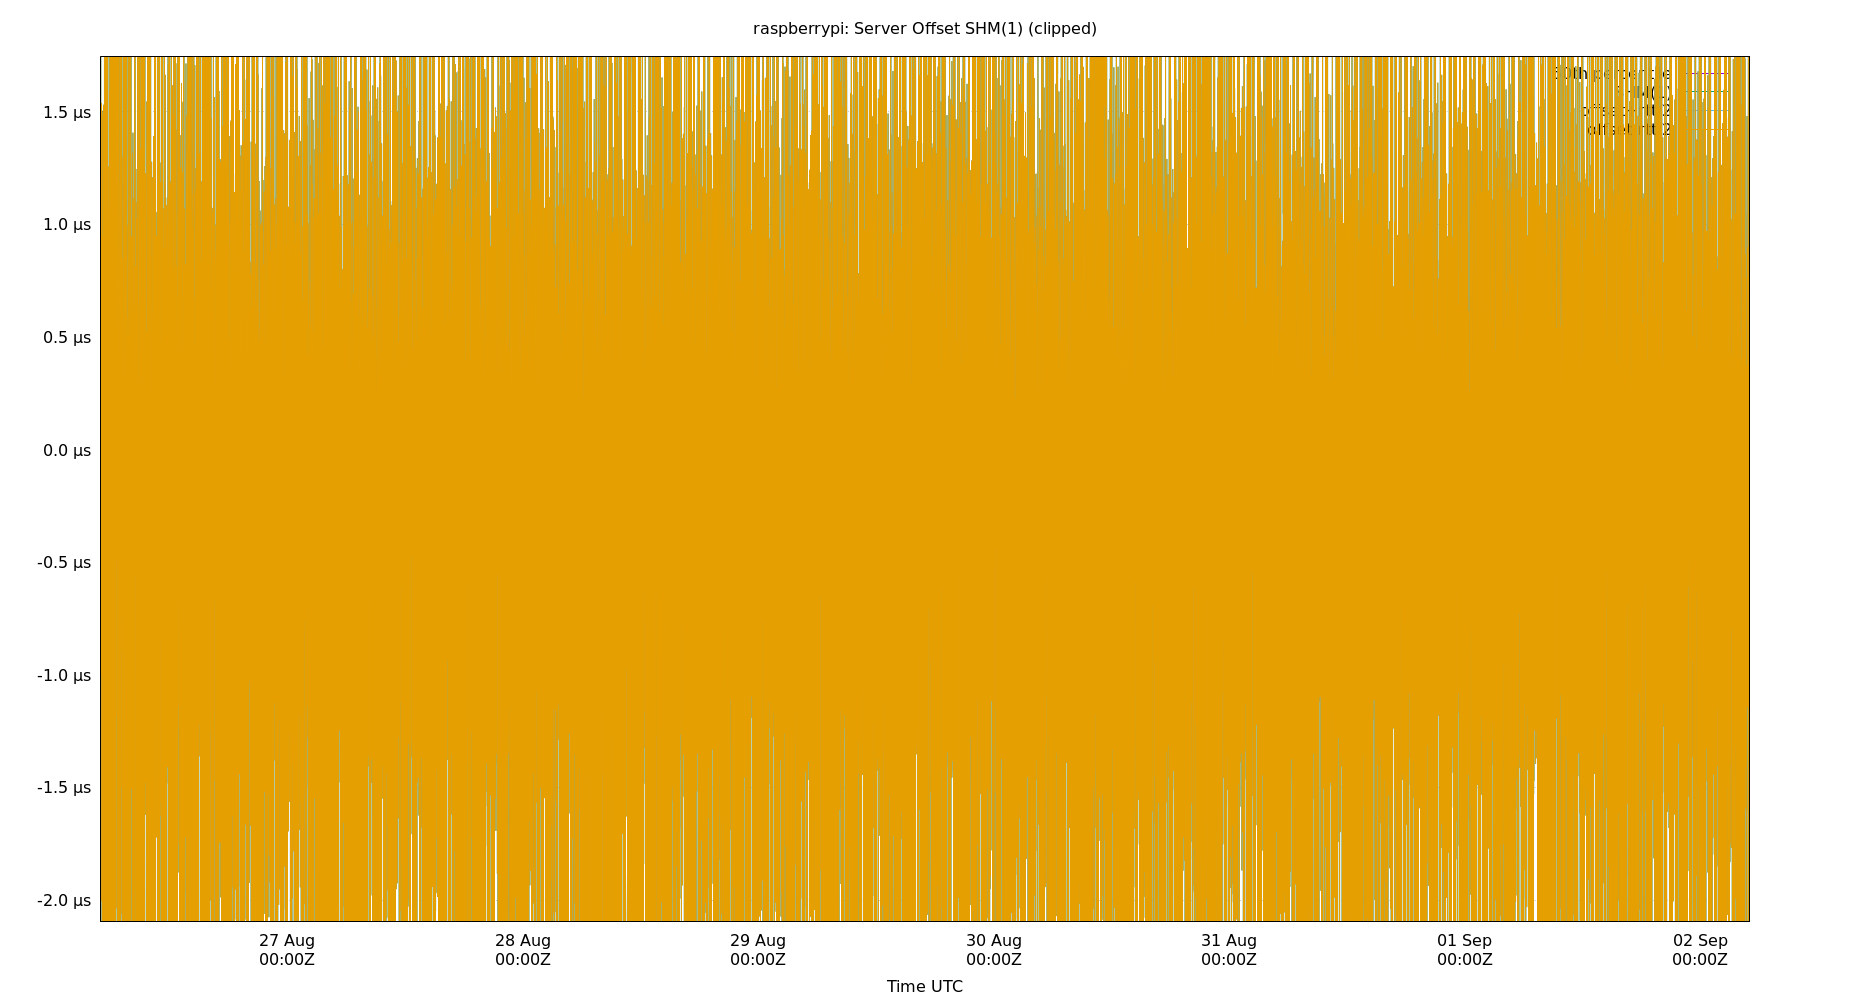 raspberrypi: Server Offset SHM(1) (clipped)
1.5 µs
1.0 µs
0.5 µs
0.0 µs
-0.5 µs
-1.0 µs
-1.5 µs
-2.0 µs
27 Aug 28 Aug 29 Aug 30 Aug 31 Aug 01 Sep 02 Sep
00:00Z 00:00Z 00:00Z 00:00Z 00:00Z 00:00Z 00:00Z
Time UTC